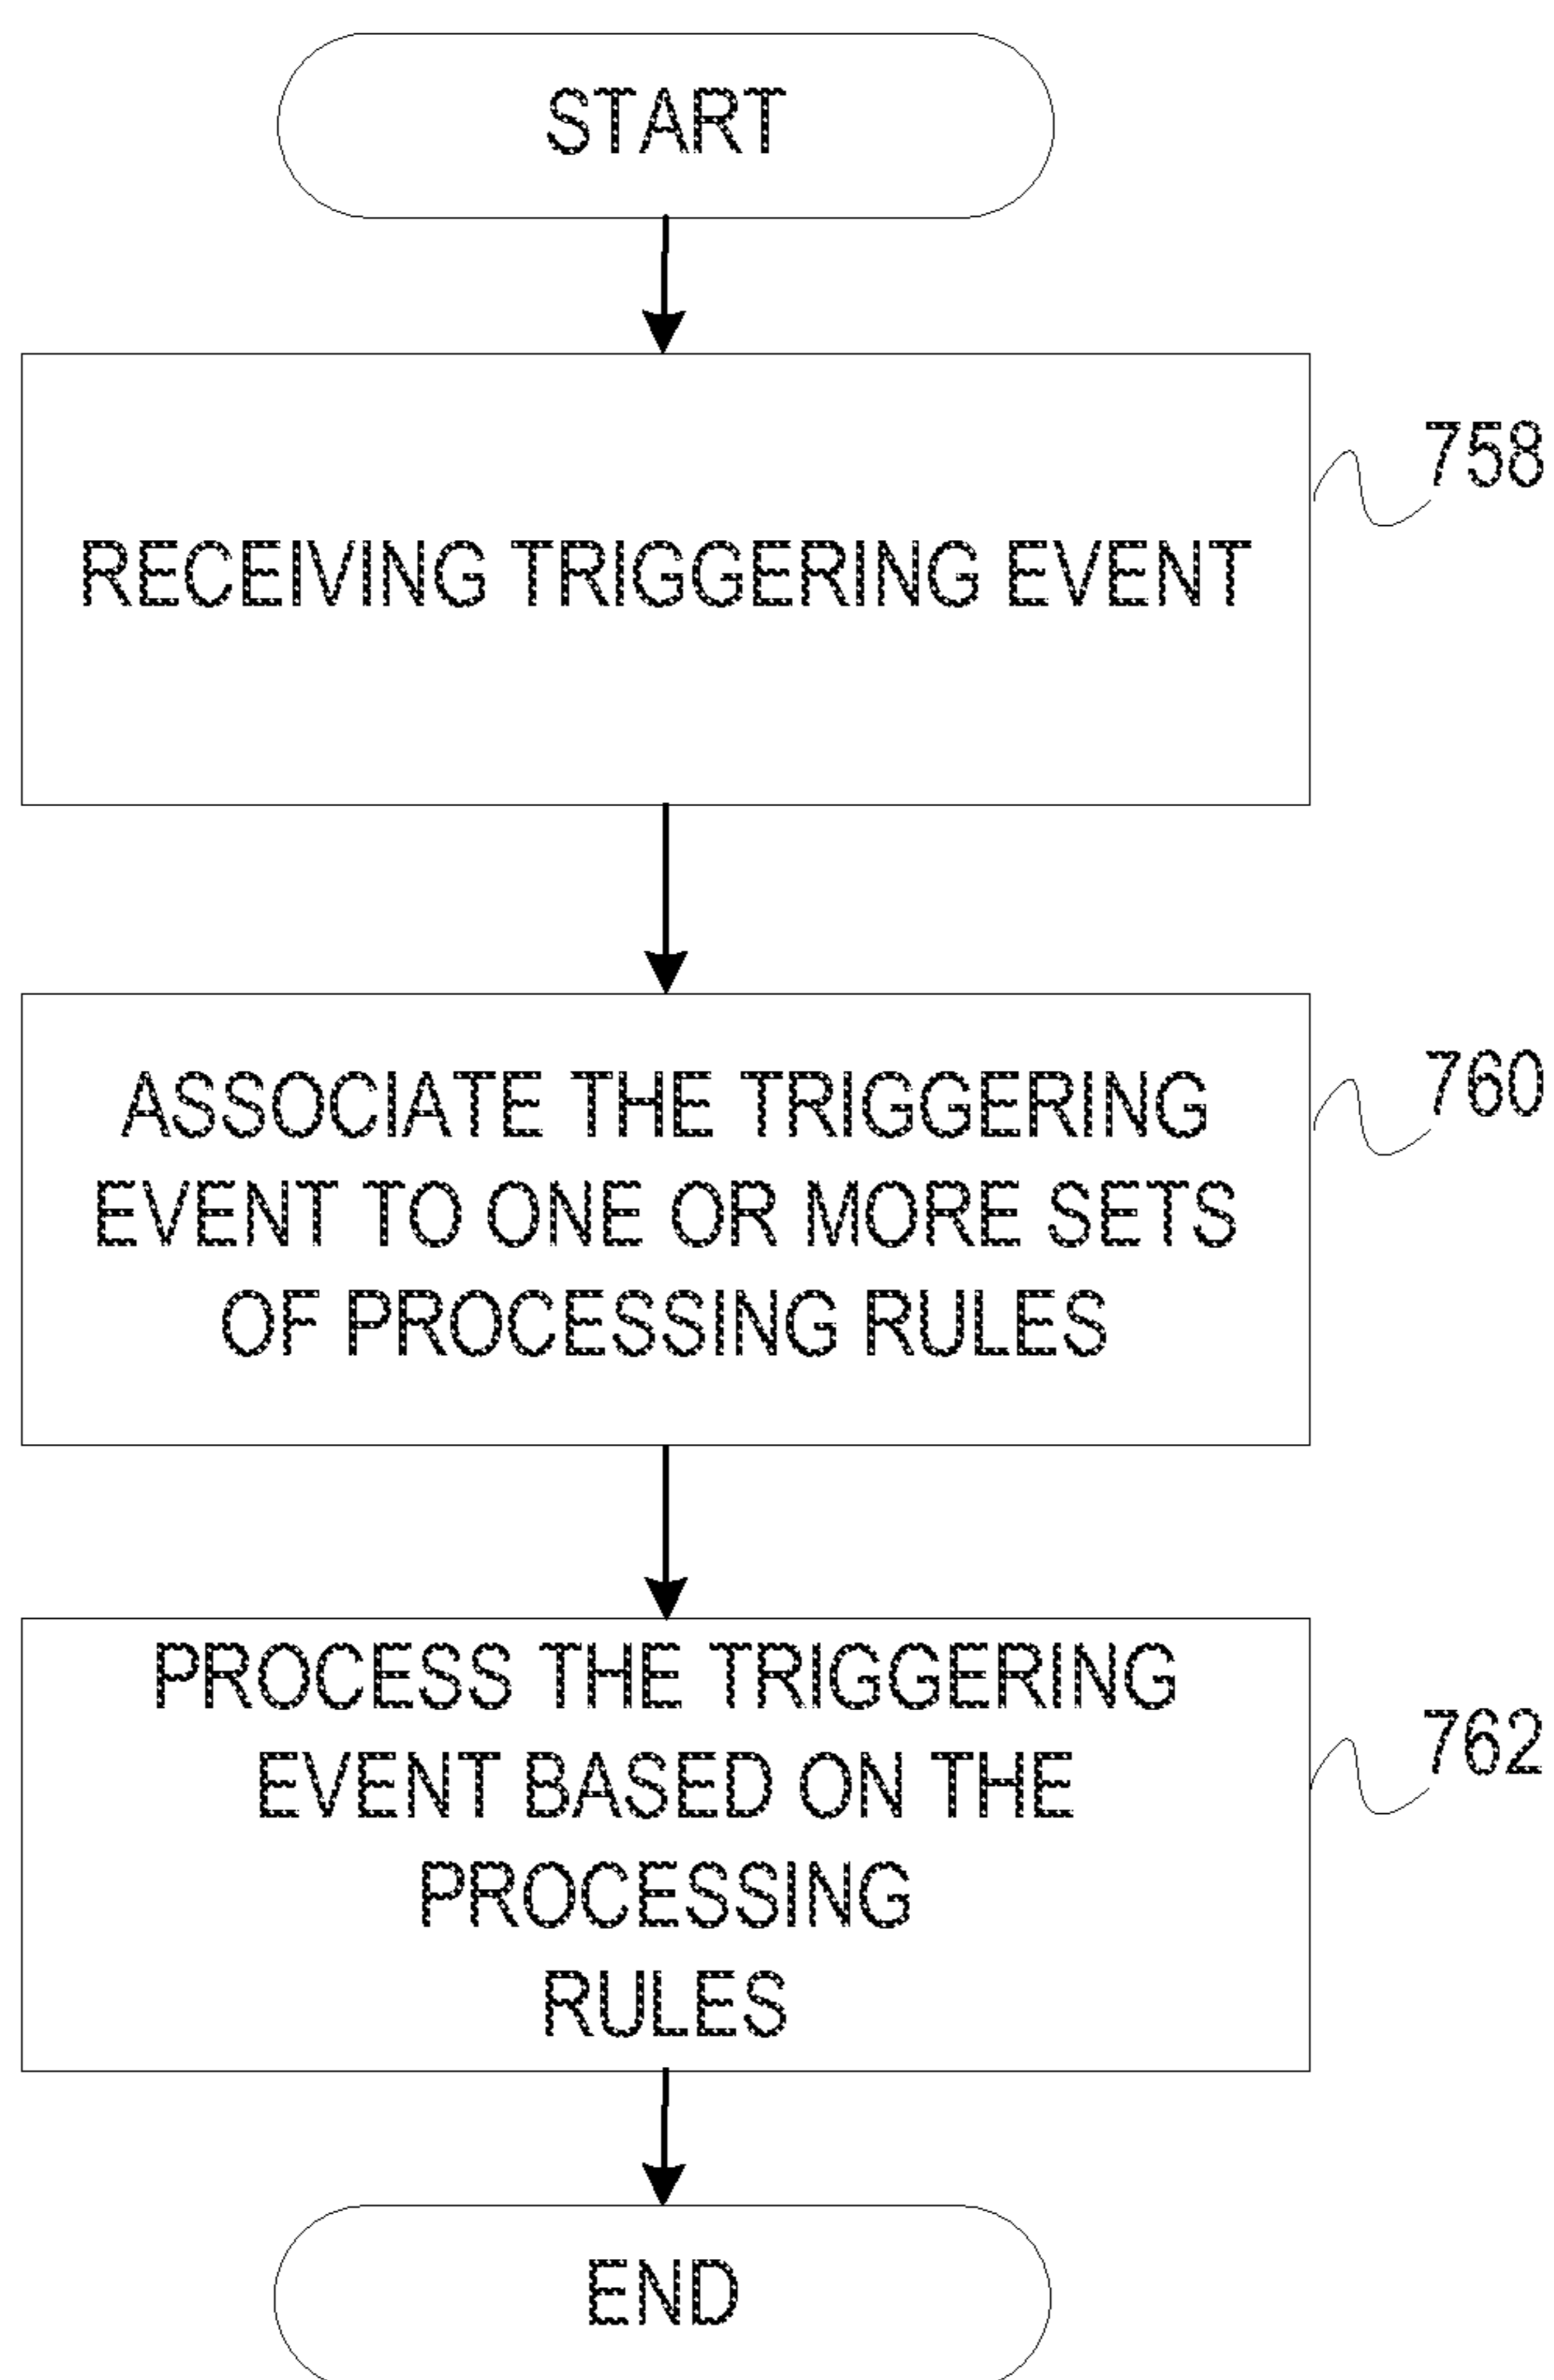 START
758
RECEIVING TRIGGERING EVENT
760
ASSOCIATE THE TRIGGERING
EVENT TO ONE OR MORE SETS
OF PROCESSING RULES
PROCESS THE TRIGGERING
762
EVENT BASED ON THE
PROCESSING
RULES
END